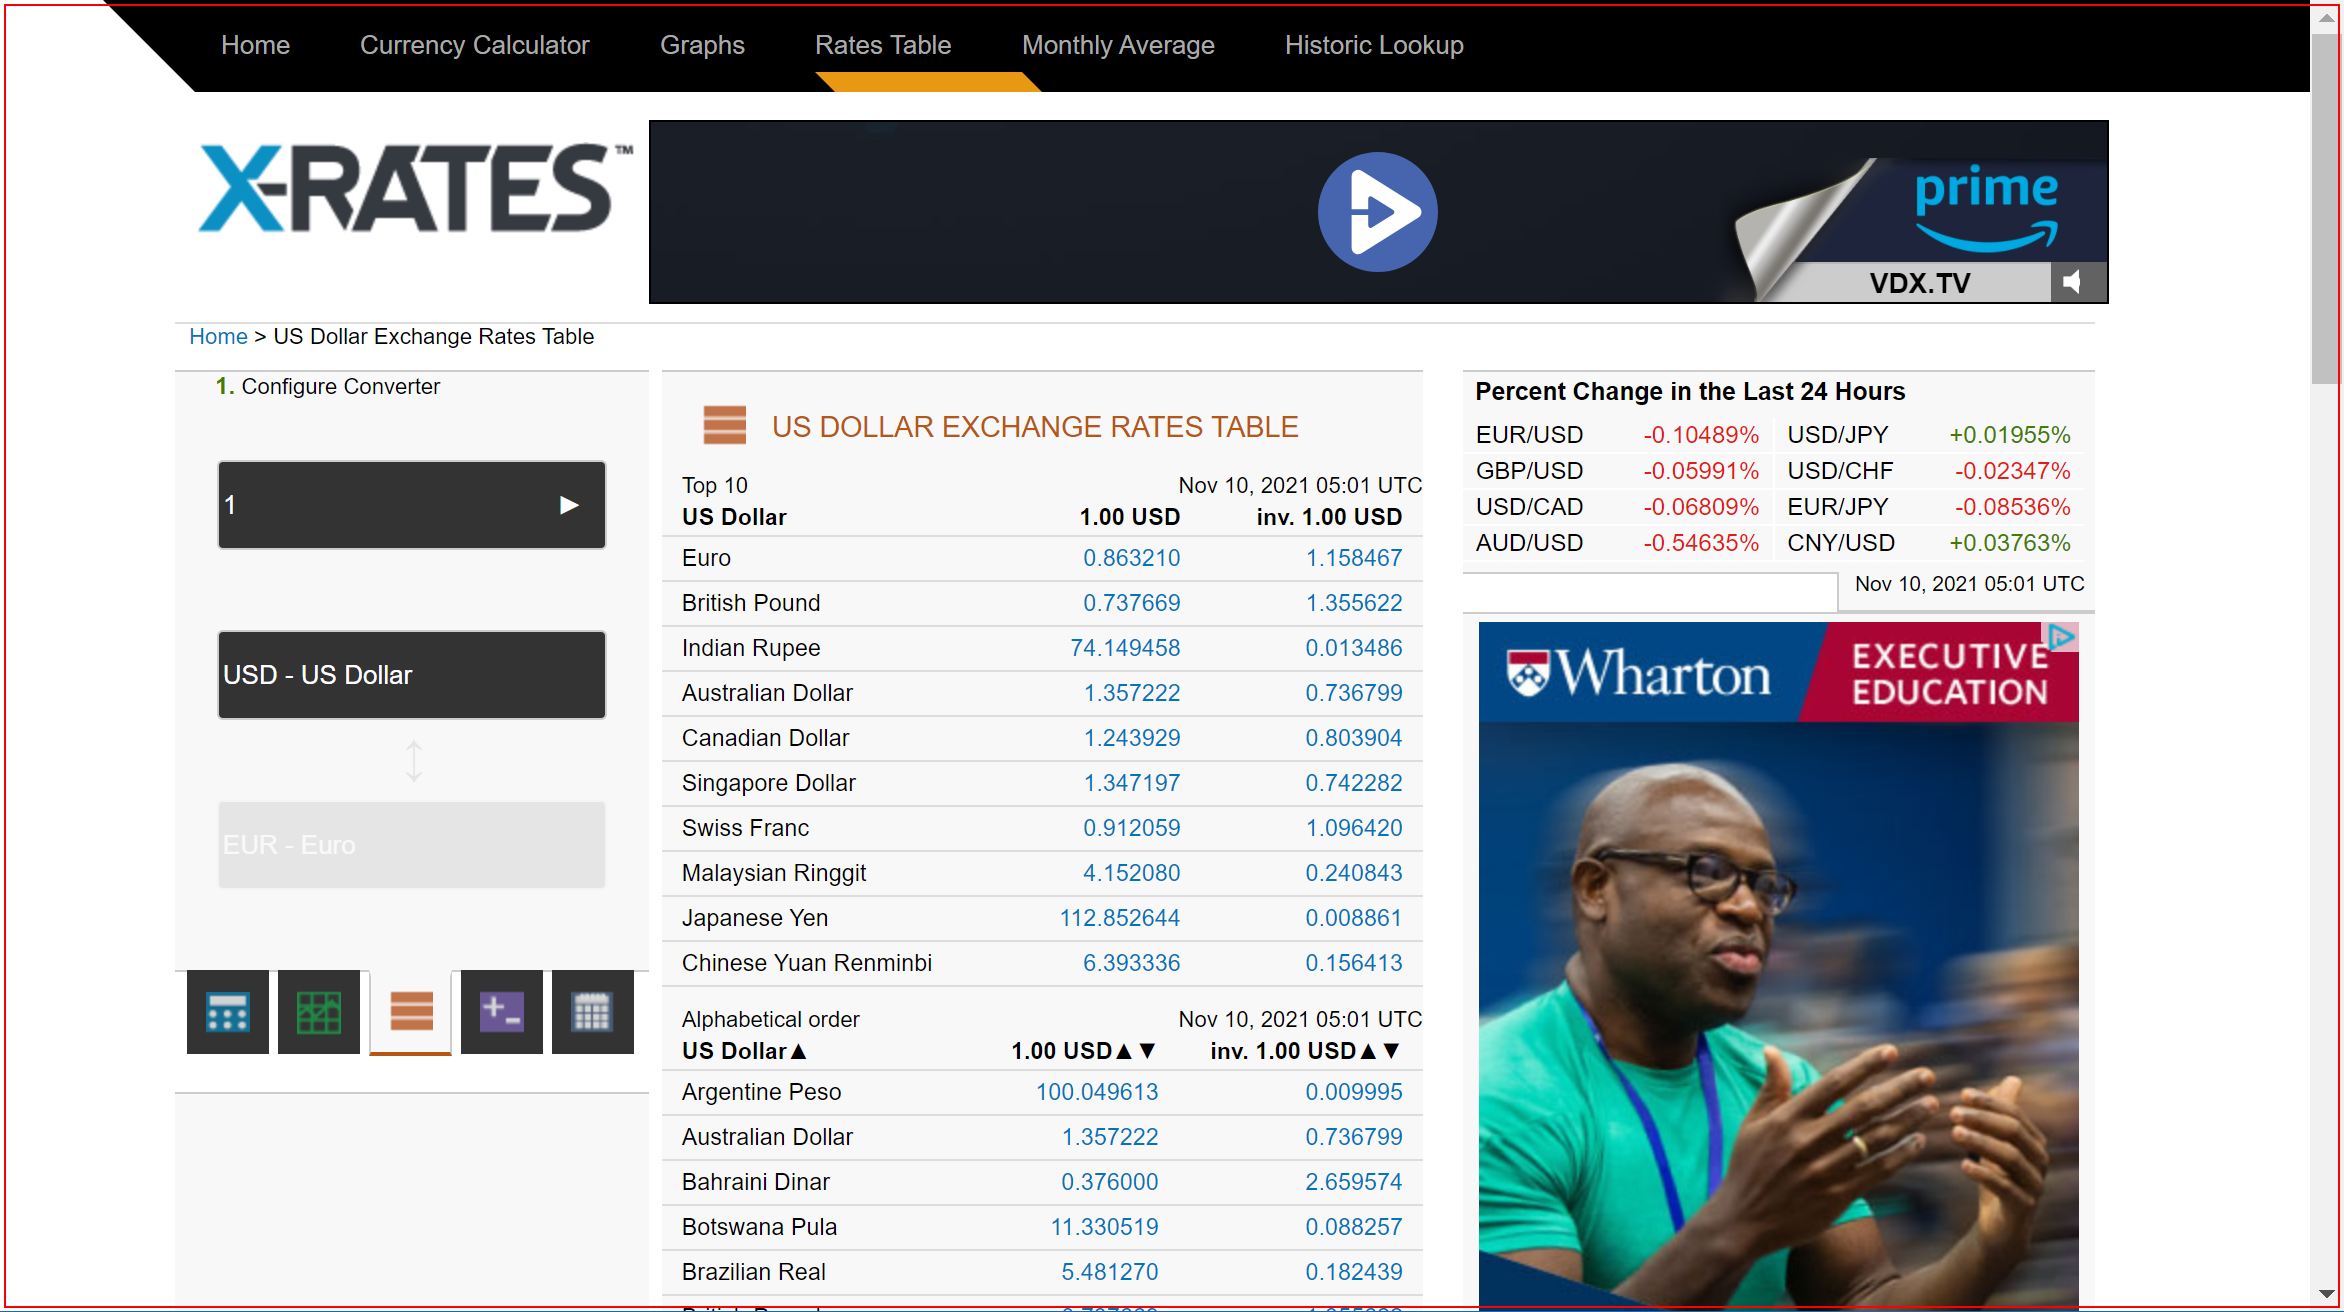 Home Currency Calculator Graphs Rates Table Monthly Average Historic Lookup
X-RATES™
prime
VDX.TV
Home > US Dollar Exchange Rates Table
1. Configure Converter
1 ▶
USD - US Dollar
↕
EUR - Euro
US DOLLAR EXCHANGE RATES TABLE
Top 10 Nov 10, 2021 05:01 UTC
US Dollar 1.00 USD inv. 1.00 USD
Euro 0.863210 1.158467
British Pound 0.737669 1.355622
Indian Rupee 74.149458 0.013486
Australian Dollar 1.357222 0.736799
Canadian Dollar 1.243929 0.803904
Singapore Dollar 1.347197 0.742282
Swiss Franc 0.912059 1.096420
Malaysian Ringgit 4.152080 0.240843
Japanese Yen 112.852644 0.008861
Chinese Yuan Renminbi 6.393336 0.156413
Alphabetical order Nov 10, 2021 05:01 UTC
US Dollar▲ 1.00 USD▲▼ inv. 1.00 USD▲▼
Argentine Peso 100.049613 0.009995
Australian Dollar 1.357222 0.736799
Bahraini Dinar 0.376000 2.659574
Botswana Pula 11.330519 0.088257
Brazilian Real 5.481270 0.182439
Percent Change in the Last 24 Hours
EUR/USD -0.10489% USD/JPY +0.01955%
GBP/USD -0.05991% USD/CHF -0.02347%
USD/CAD -0.06809% EUR/JPY -0.08536%
AUD/USD -0.54635% CNY/USD +0.03763%
Nov 10, 2021 05:01 UTC
Wharton EXECUTIVE
EDUCATION